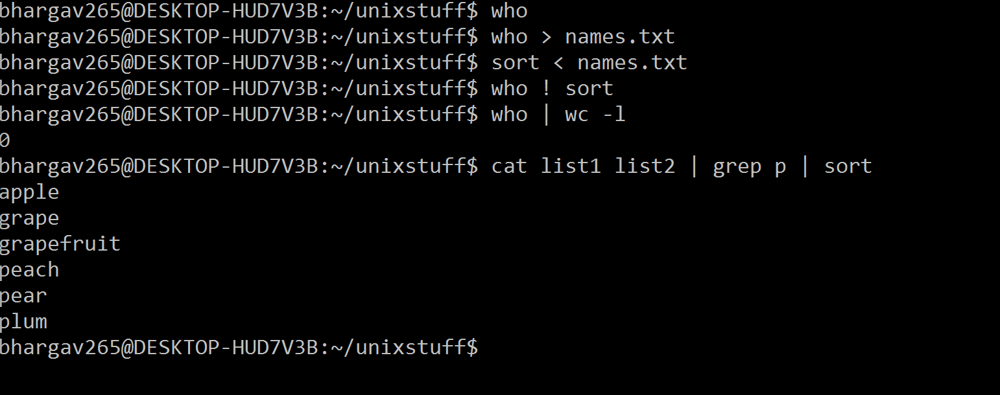 bhargav265@DESKTOP-HUD7V3B:~/unixstuff$ who
bhargav265@DESKTOP-HUD7V3B:~/unixstuff$ who > names.txt
bhargav265@DESKTOP-HUD7V3B:~/unixstuff$ sort < names.txt
bhargav265@DESKTOP-HUD7V3B:~/unixstuff$ who ! sort
bhargav265@DESKTOP-HUD7V3B:~/unixstuff$ who | wc -l
0
bhargav265@DESKTOP-HUD7V3B:~/unixstuff$ cat list1 list2 | grep p | sort
apple
grape
grapefruit
peach
pear
plum
bhargav265@DESKTOP-HUD7V3B:~/unixstuff$